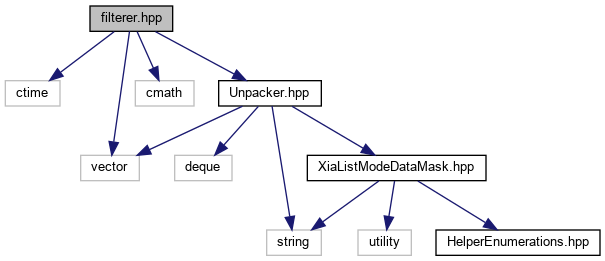 filterer.hpp
ctime
cmath
Unpacker.hpp
vector
deque
XiaListModeDataMask.hpp
string
utility
HelperEnumerations.hpp